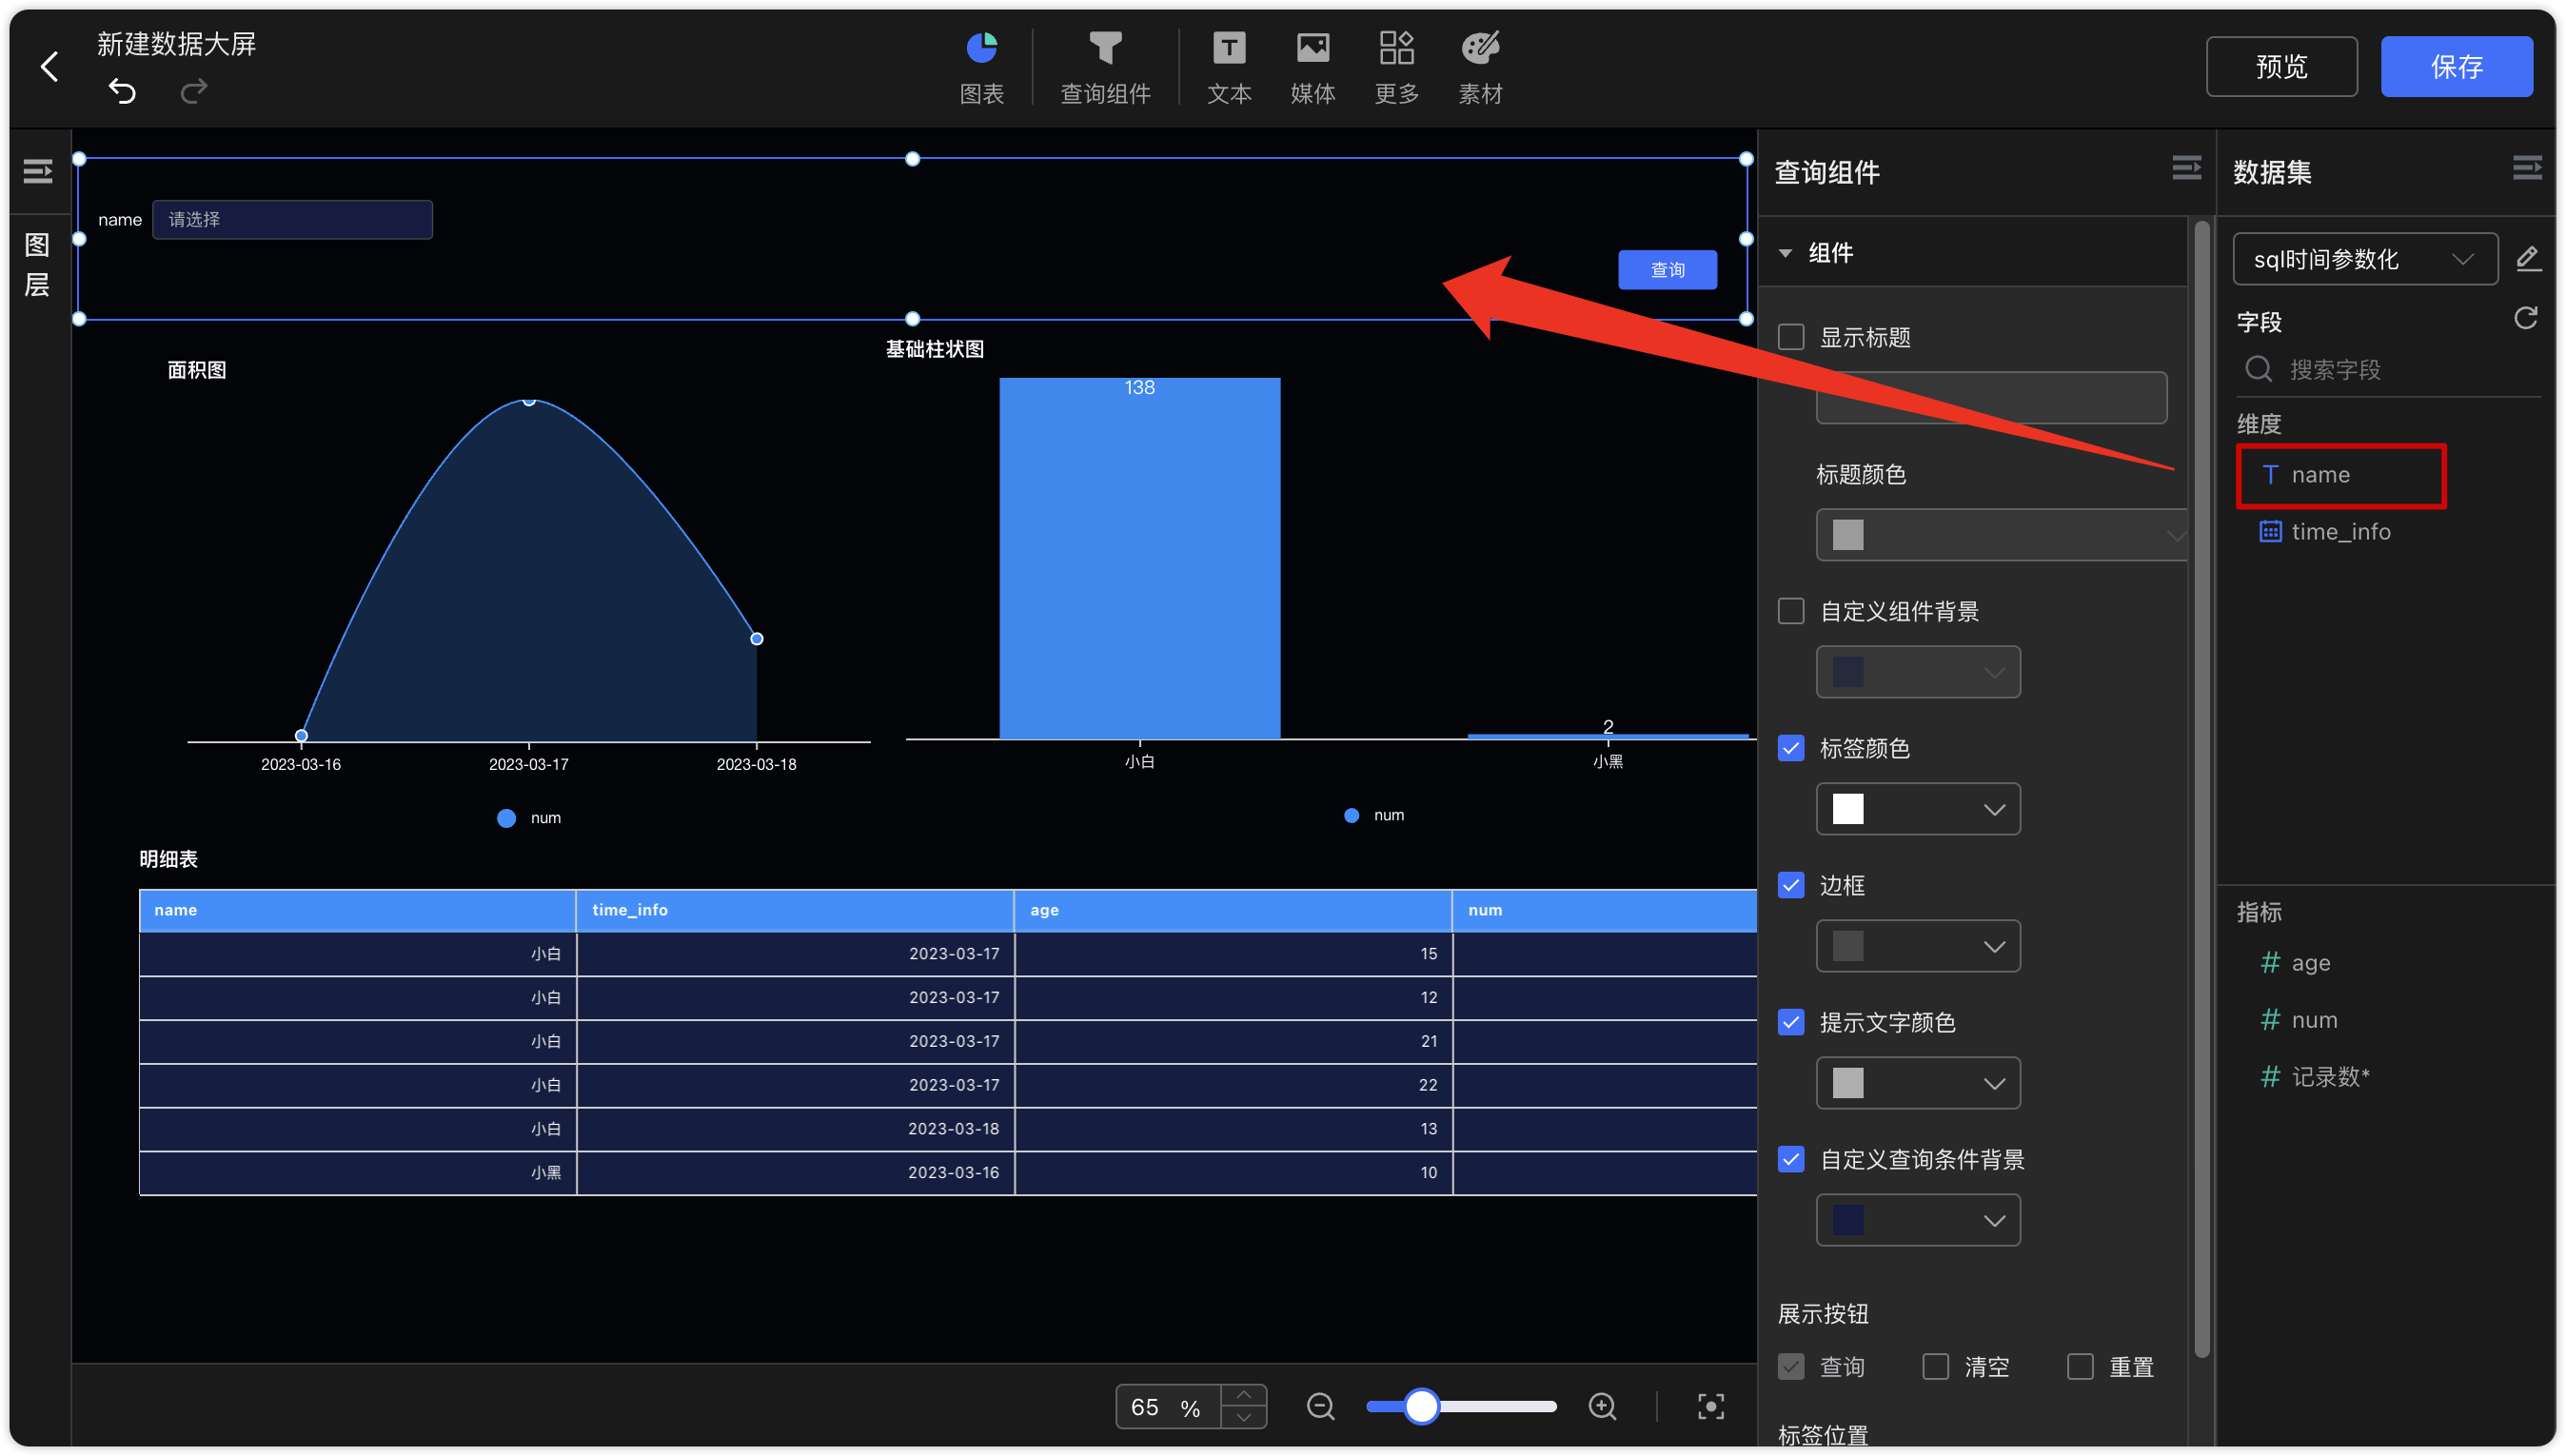 新建数据大屏
图表
查询组件
文本
媒体
更多
素材
预览
保存
图层
name
请选择
查询
面积图
2023-03-16
2023-03-17
2023-03-18
num
基础柱状图
138
2
小白
小黑
num
明细表
name time_info age num
小白 2023-03-17 15
小白 2023-03-17 12
小白 2023-03-17 21
小白 2023-03-17 22
小白 2023-03-18 13
小黑 2023-03-16 10
65 %
查询组件
组件
显示标题
标题颜色
自定义组件背景
标签颜色
边框
提示文字颜色
自定义查询条件背景
展示按钮
查询 清空 重置
标签位置
数据集
sql时间参数化
字段
搜索字段
维度
T name
time_info
指标
# age
# num
# 记录数*